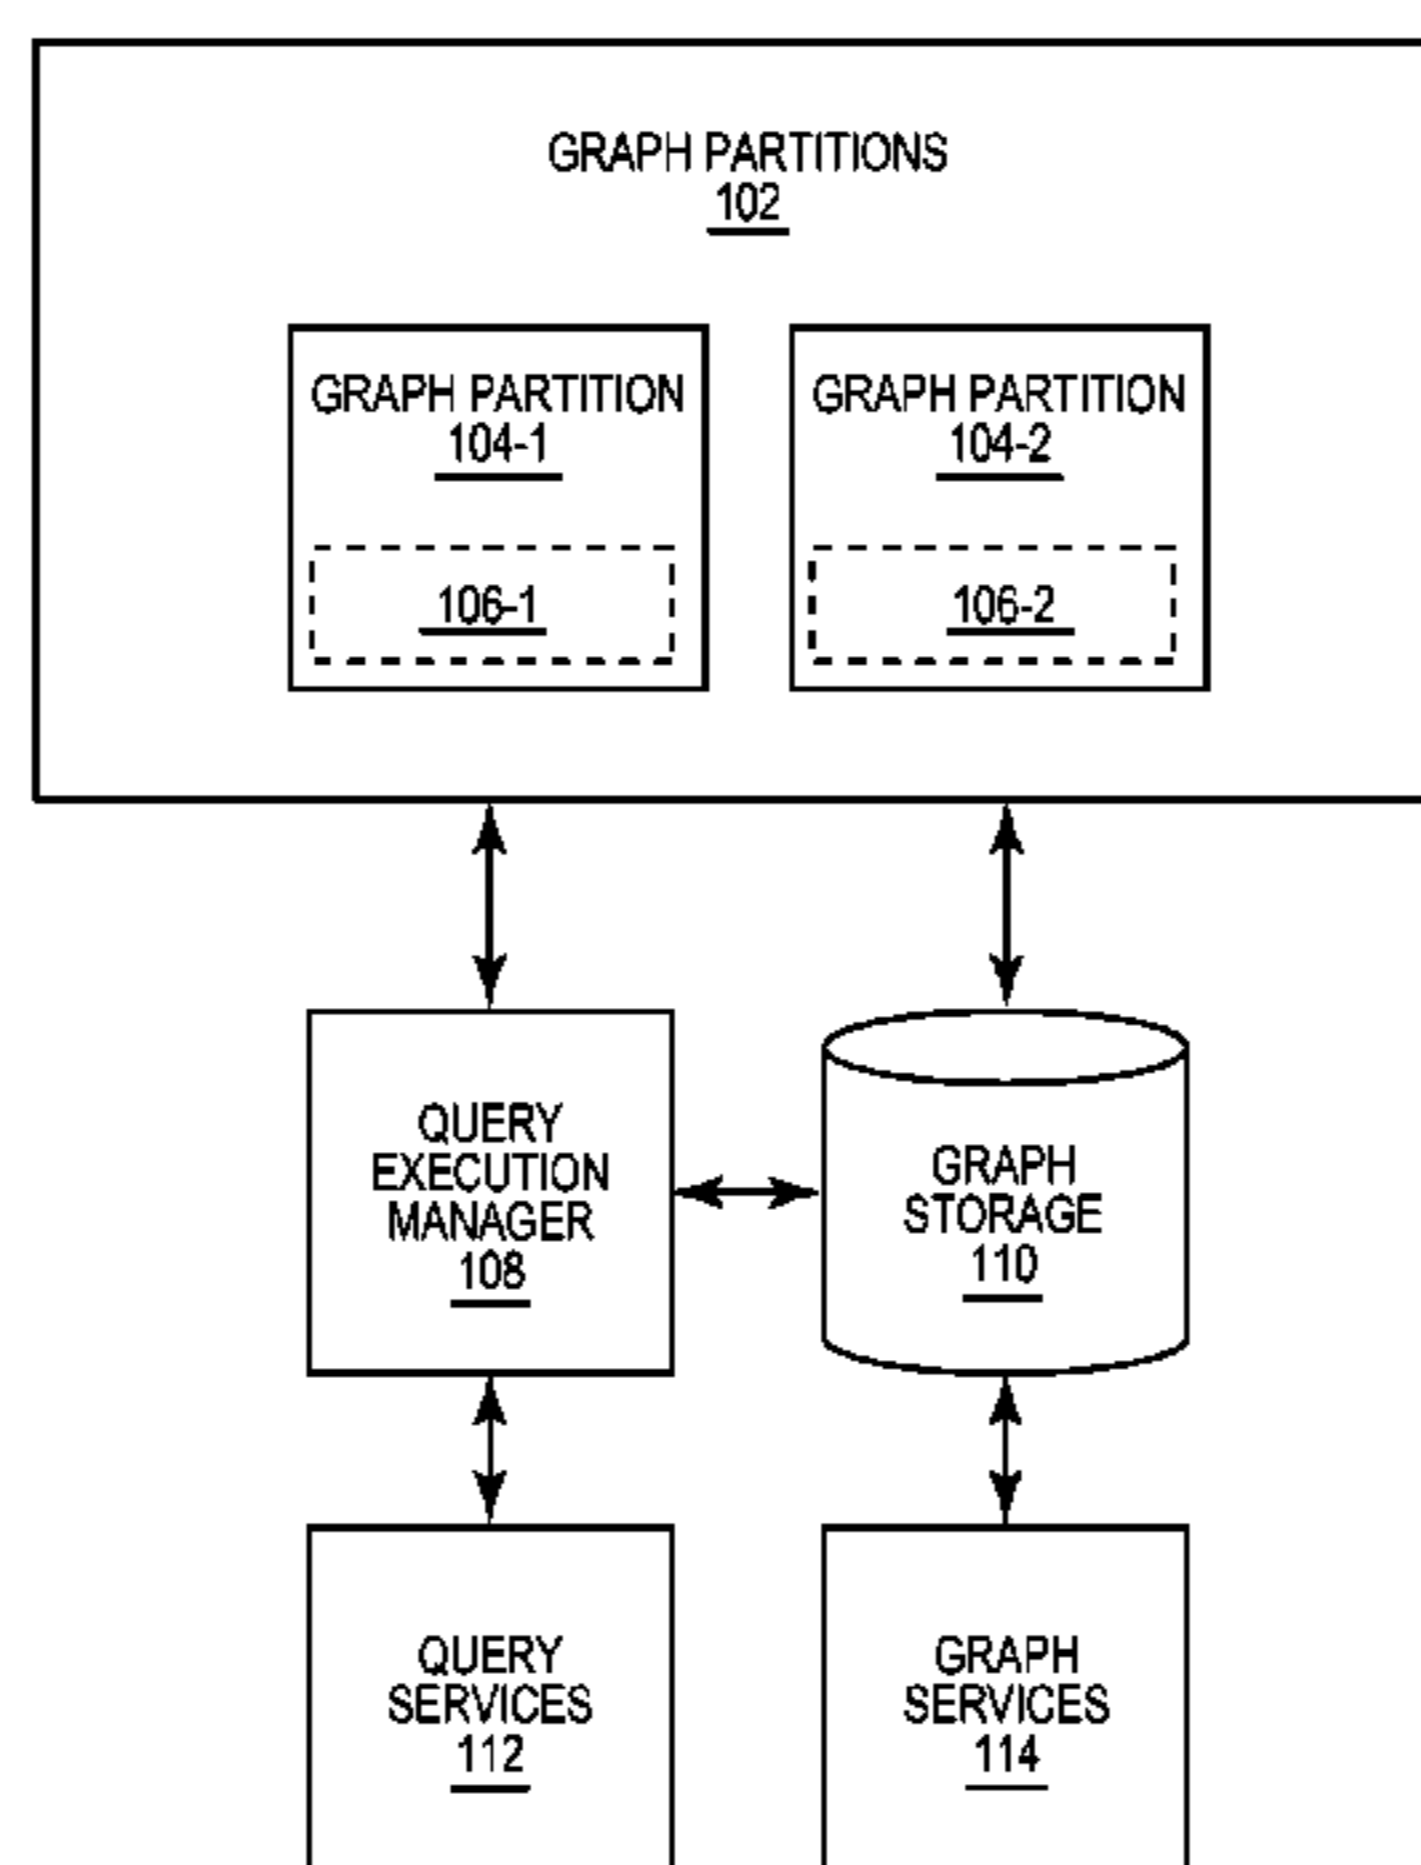 GRAPH PARTITIONS
102
GRAPH PARTITION
104-1
106-1
GRAPH PARTITION
104-2
106-2
QUERY
EXECUTION
MANAGER
108
GRAPH
STORAGE
110
QUERY
SERVICES
112
GRAPH
SERVICES
114